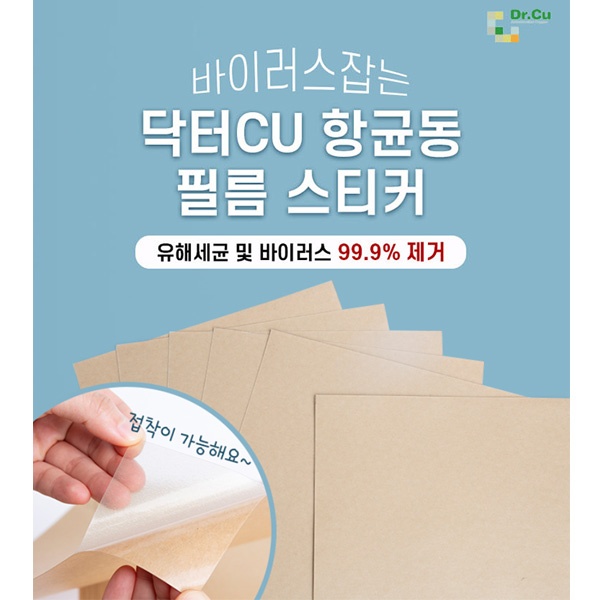 Dr.Cu
바이러스잡는
닥터CU 항균동
필름 스티커
유해세균 및 바이러스 99.9% 제거
접착이 가능해요~